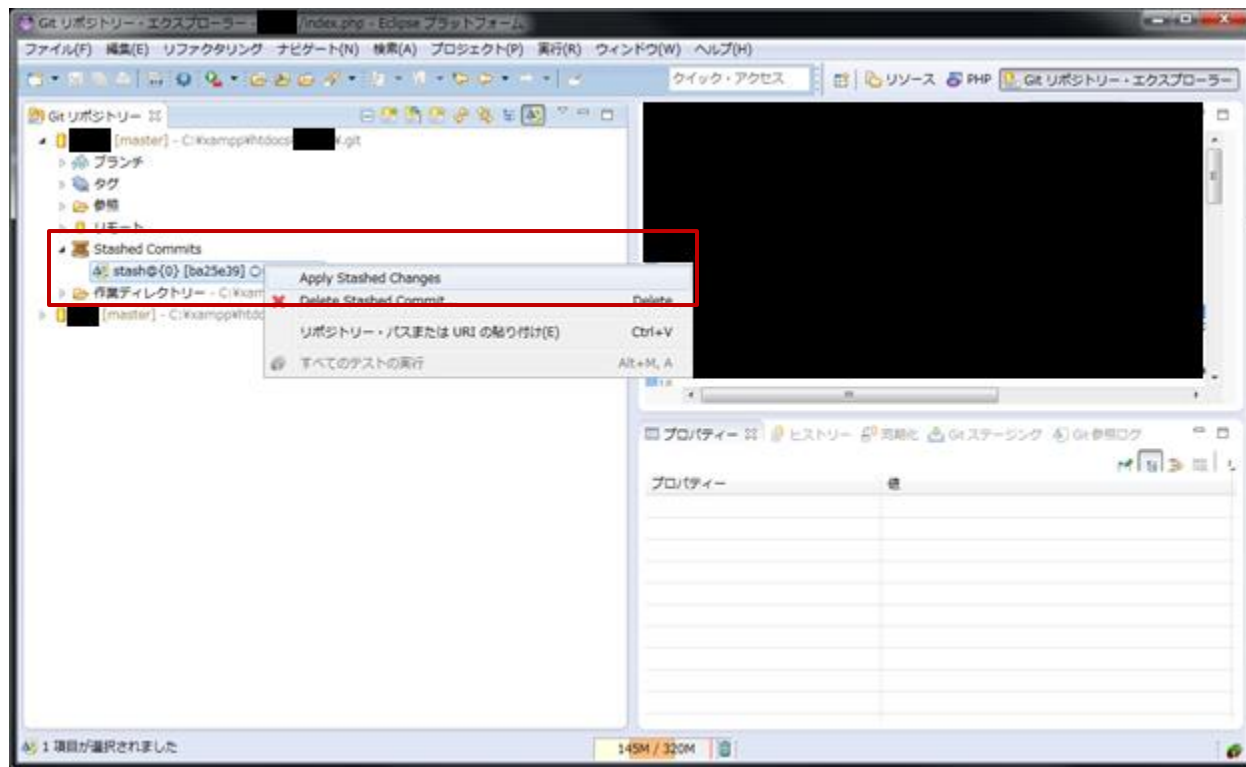 Git リポジトリー・エクスプローラー - /index.php - Eclipse プラットフォーム
ファイル(F) 編集(E) リファクタリング ナビゲート(N) 検索(A) プロジェクト(P) 実行(R) ウィンドウ(W) ヘルプ(H)
クイック・アクセス リソース PHP Git リポジトリー・エクスプローラー
Git リポジトリー
[master] - C:¥xampp¥htdocs ¥.git
ブランチ
タグ
参照
リモート
Stashed Commits
stash@{0} [ba25e39]
作業ディレクトリー - C:¥xam
[master] - C:¥xampp¥htdo
Apply Stashed Changes
Delete Stashed Commit... Delete
リポジトリー・パスまたは URI の貼り付け(E) Ctrl+V
すべてのテストの実行 Alt+M, A
プロパティー ヒストリー 同期化 Git ステージング Git 参照ログ
プロパティー 値
1 項目が選択されました 145M / 320M